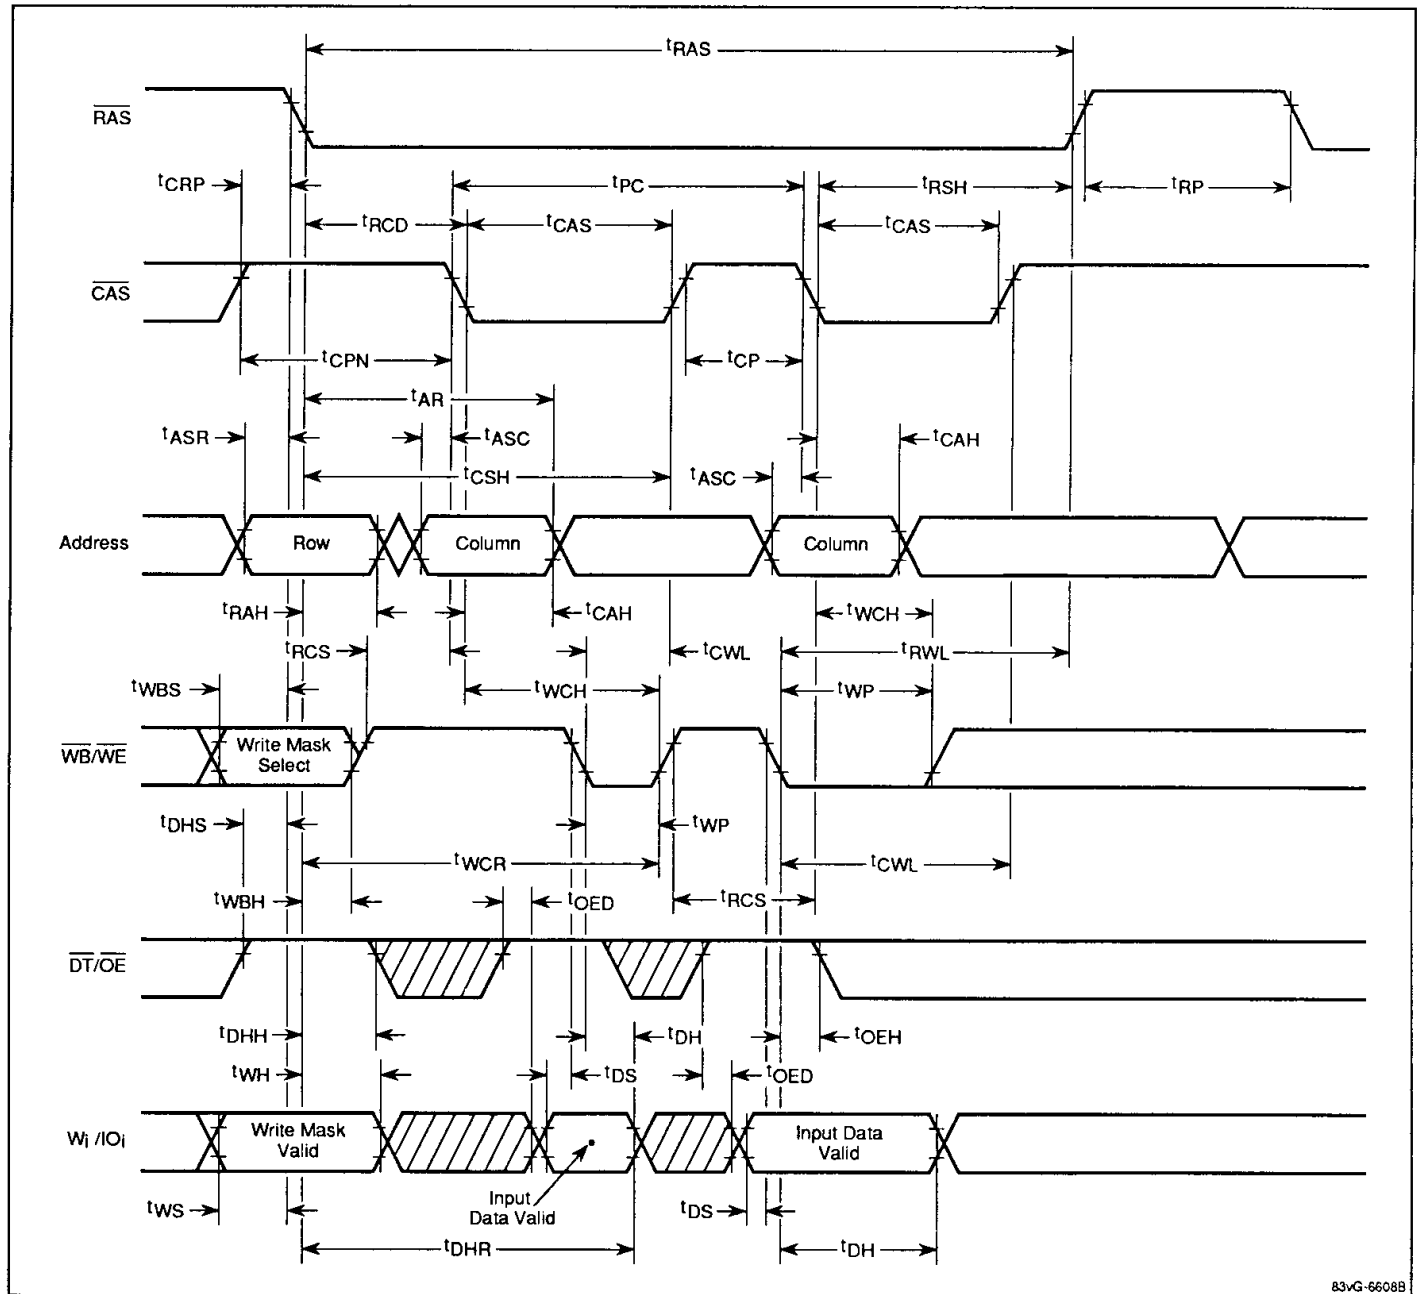 tRAS
RAS
tCRP
tPC
tRSH
tRP
tRCD
tCAS
tCAS
CAS
tCPN
tCP
tAR
tASR
tASC
tCAH
tCSH
tASC
Address
Row
Column
Column
tRAH
tCAH
tWCH
tRCS
tCWL
tRWL
tWBS
tWCH
tWP
WB/WE
Write Mask
Select
tDHS
tWP
tWCR
tCWL
tWBH
tOED
tRCS
DT/OE
tDHH
tDH
tOEH
tWH
tDS
tOED
Wi /IOi
Write Mask
Valid
Input Data
Valid
Input
Data Valid
tWS
tDS
tDHR
tDH
83vG-6608B